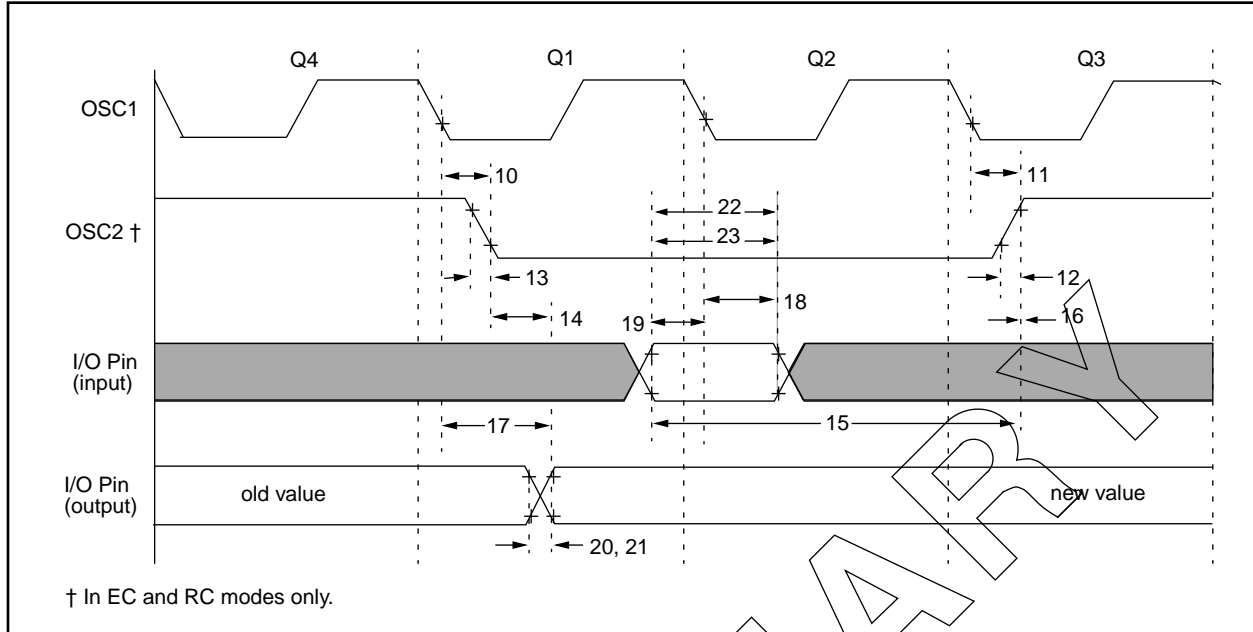 Q4 Q1 Q2 Q3
OSC1
10 11
22
OSC2 †
23
13 12
18
14 19 16
I/O Pin
(input)
17 15
I/O Pin
(output)
old value new value
20, 21
† In EC and RC modes only.
A R Y